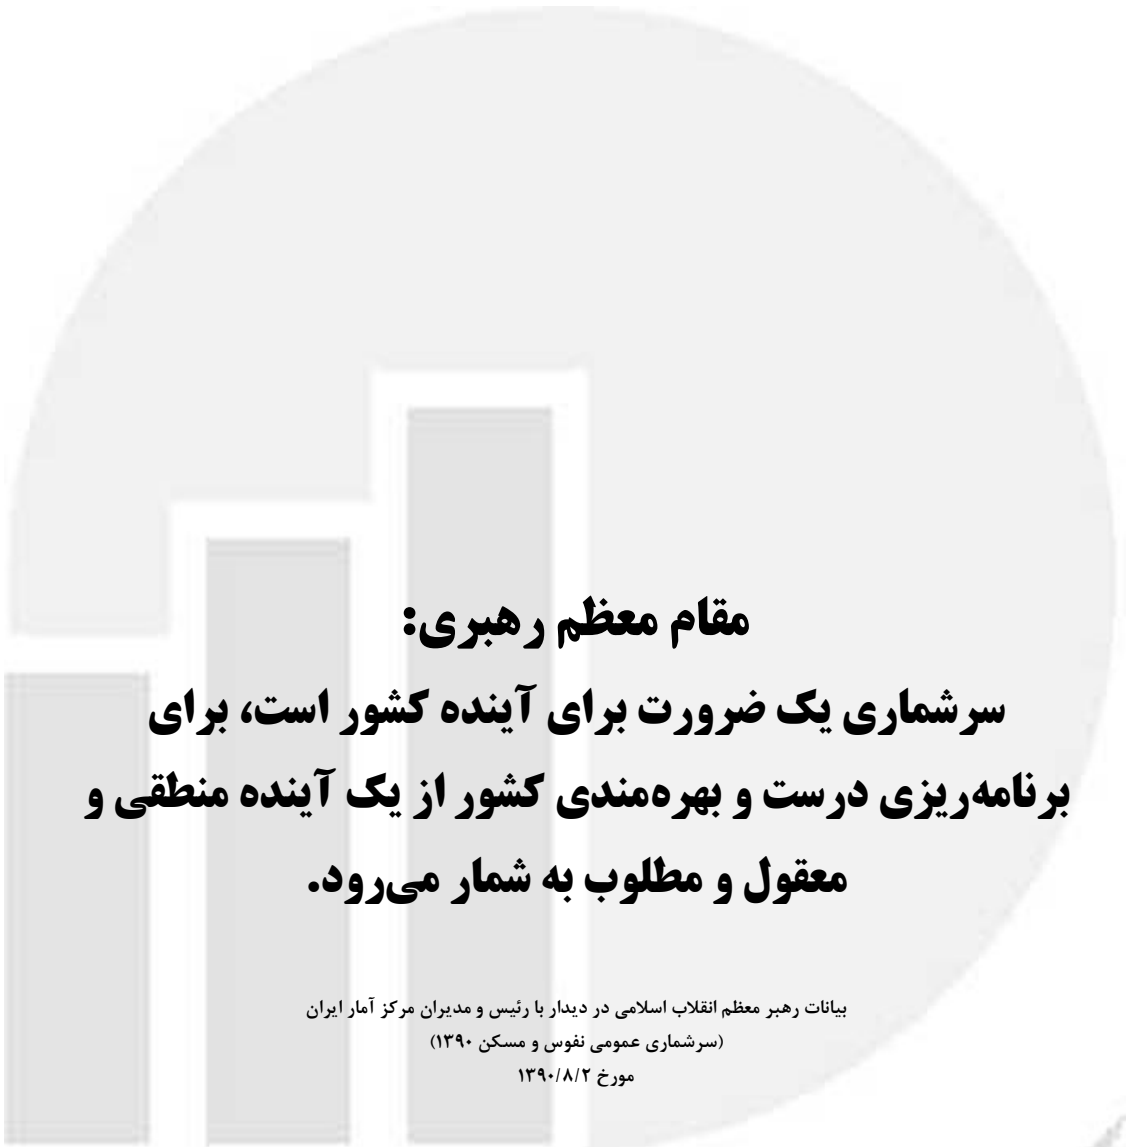 مقام معظم رهبری:
سرشماری یک ضرورت برای آینده کشور است، برای
برنامه‌ریزی درست و بهره‌مندی کشور از یک آینده منطقی و
معقول و مطلوب به شمار می‌رود.
بیانات رهبر معظم انقلاب اسلامی در دیدار با رئیس و مدیران مرکز آمار ایران
(سرشماری عمومی نفوس و مسکن ۱۳۹۰)
مورخ ۱۳۹۰/۸/۲